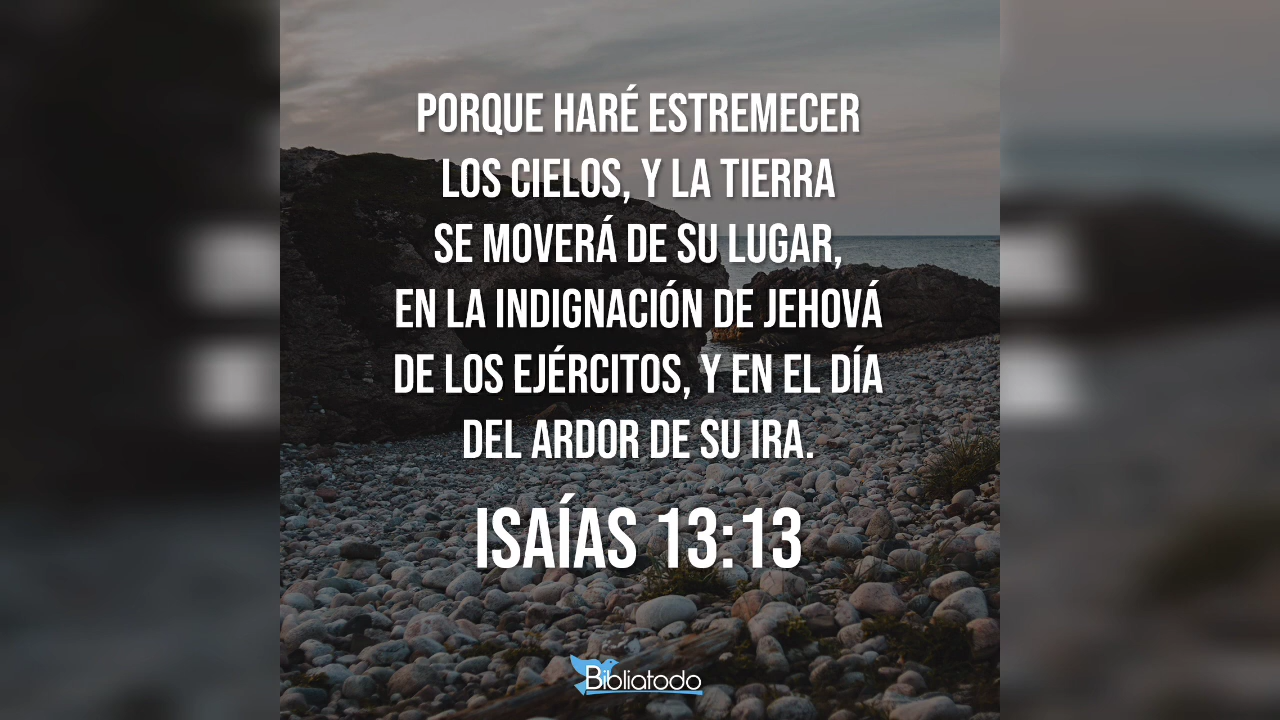 PORQUE HARÉ ESTREMECER
LOS CIELOS, Y LA TIERRA
SE MOVERÁ DE SU LUGAR,
EN LA INDIGNACIÓN DE JEHOVÁ
DE LOS EJÉRCITOS, Y EN EL DÍA
DEL ARDOR DE SU IRA.
ISAÍAS 13:13
Bibliatodo